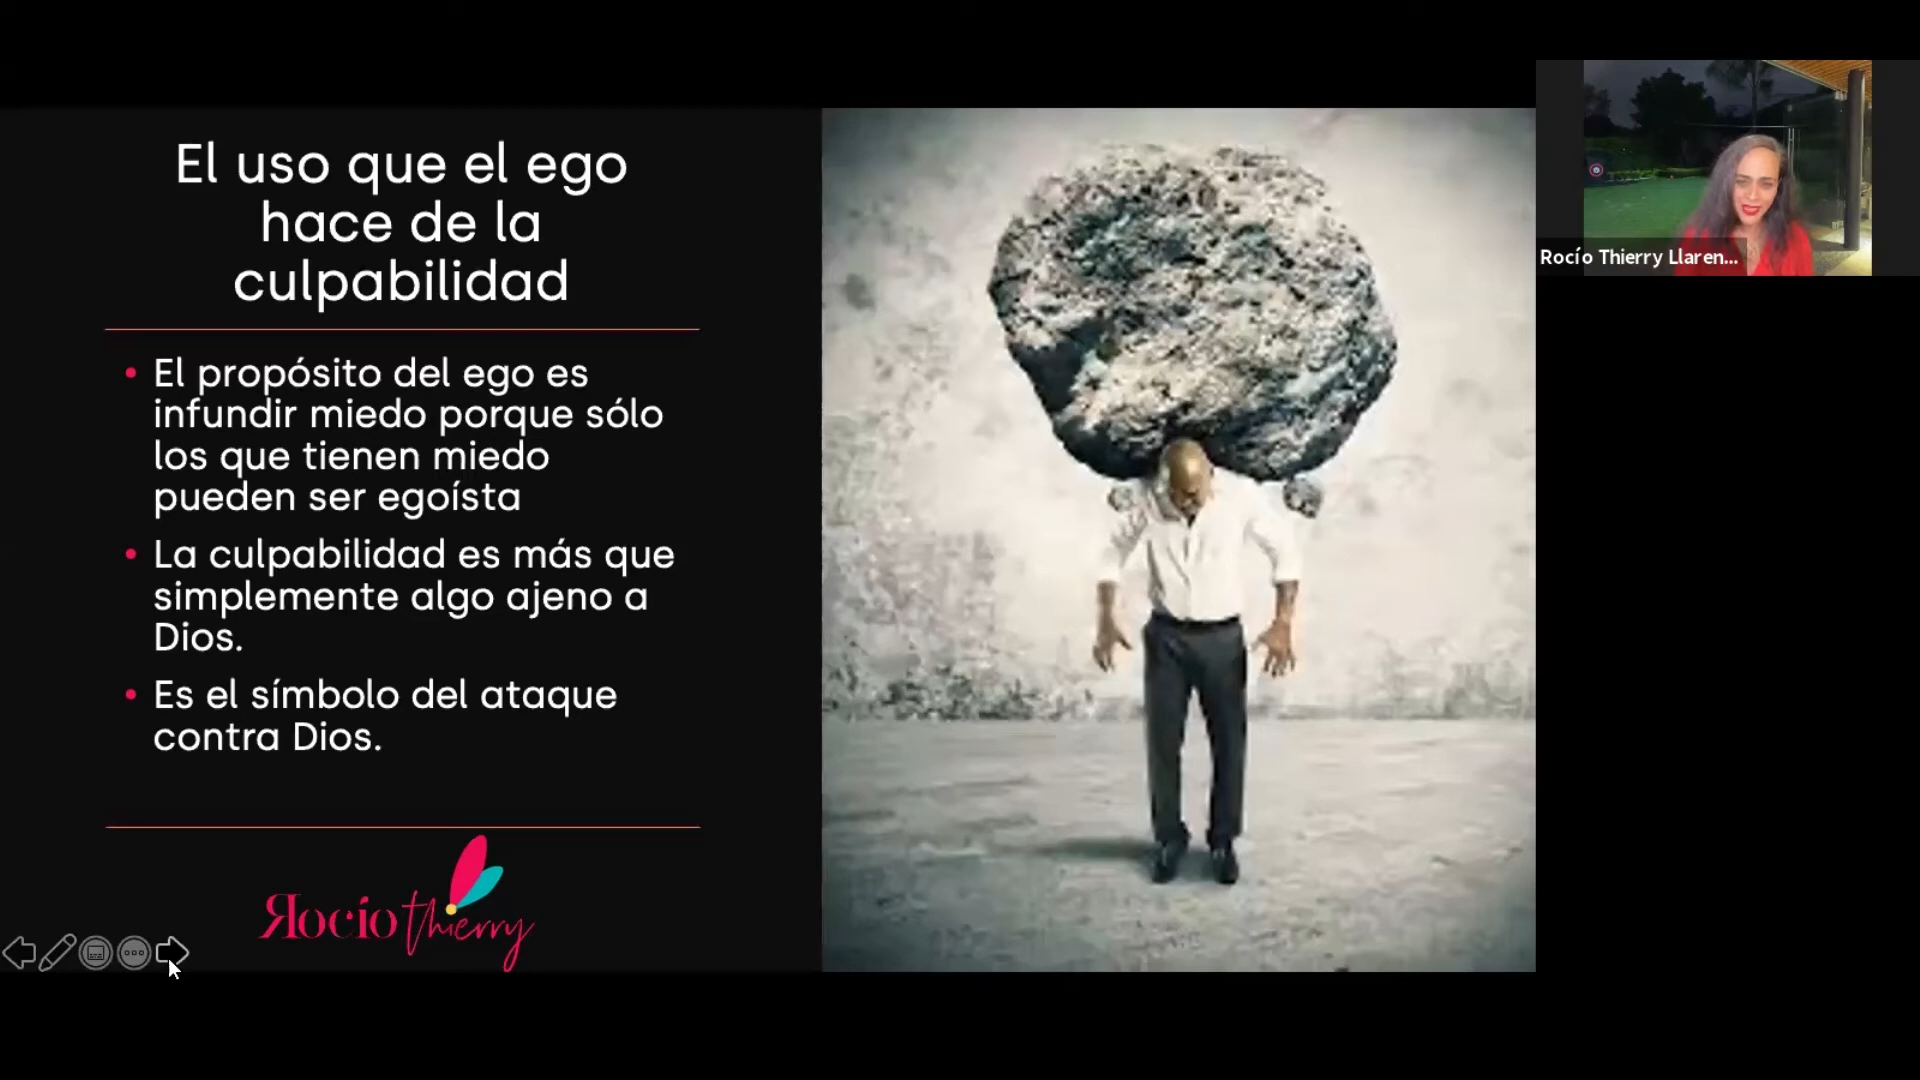 El uso que el ego
hace de la
culpabilidad
• El propósito del ego es
infundir miedo porque sólo
los que tienen miedo
pueden ser egoísta
• La culpabilidad es más que
simplemente algo ajeno a
Dios.
• Es el símbolo del ataque
contra Dios.
Rocío thierry
Rocío Thierry Llaren...